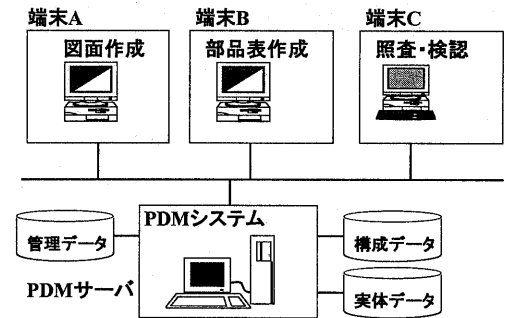 端末A
端末B
端末C
図面作成
部品表作成
照査・検認
PDMシステム
管理データ
構成データ
PDMサーバ
実体データ